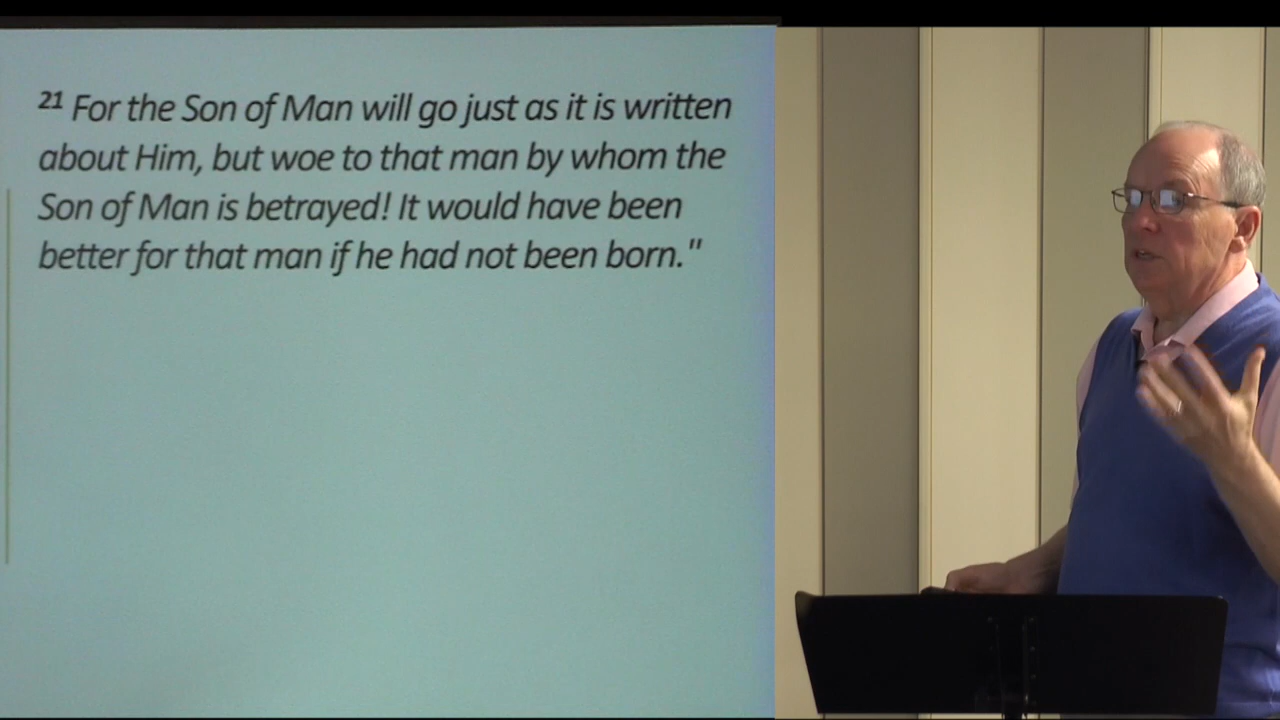 21 For the Son of Man will go just as it is written
about Him, but woe to that man by whom the
Son of Man is betrayed! It would have been
better for that man if he had not been born."